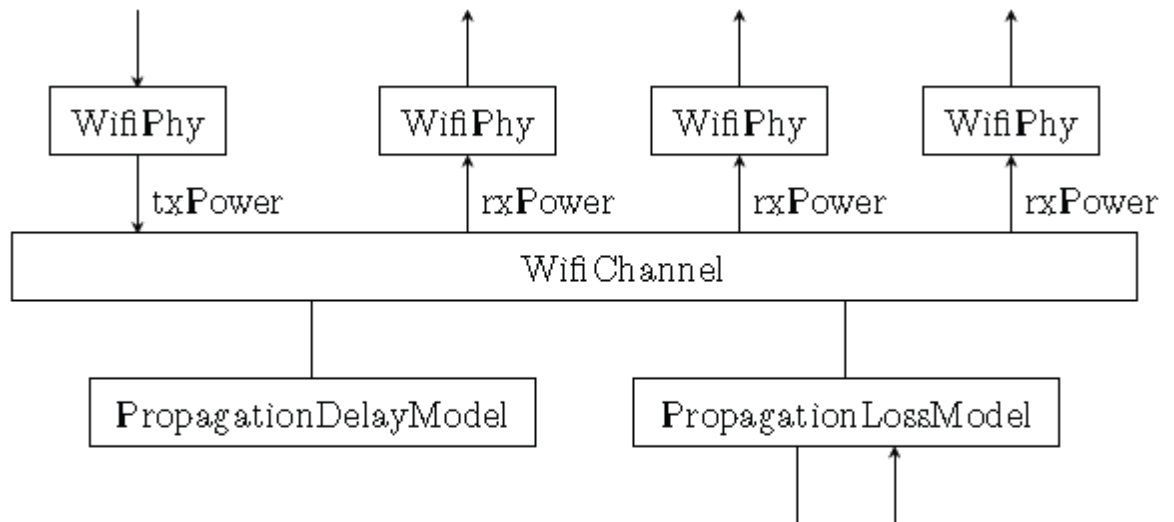 WifiPhy WifiPhy WifiPhy WifiPhy
txPower rxPower rxPower rxPower
WifiChannel
PropagationDelayModel PropagationLossModel